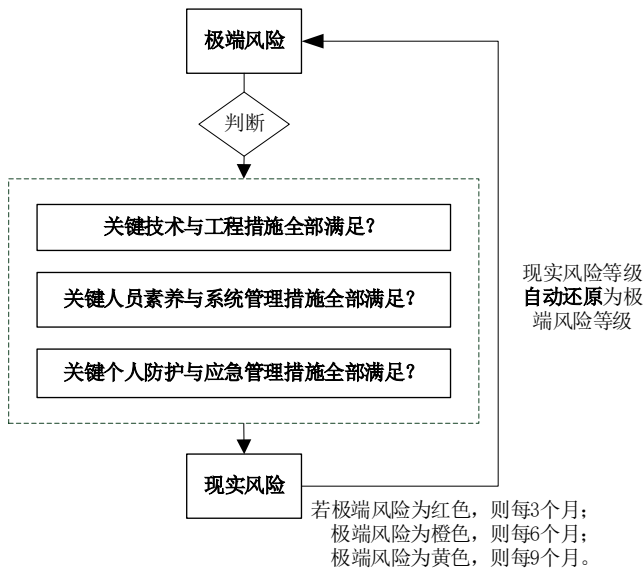 极端风险
判断
关键技术与工程措施全部满足？
关键人员素养与系统管理措施全部满足？
关键个人防护与应急管理措施全部满足？
现实风险等级
自动还原为极
端风险等级
现实风险
若极端风险为红色，则每3个月；
极端风险为橙色，则每6个月；
极端风险为黄色，则每9个月。